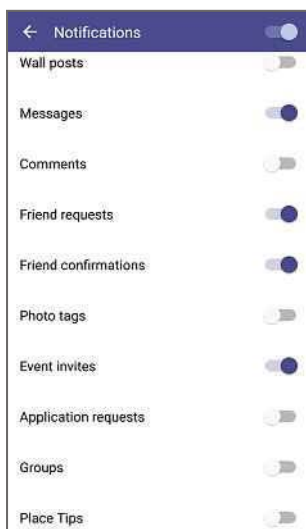 Notifications
Wall posts
Messages
Comments
Friend requests
Friend confirmations
Photo tags
Event invites
Application requests
Groups
Place Tips